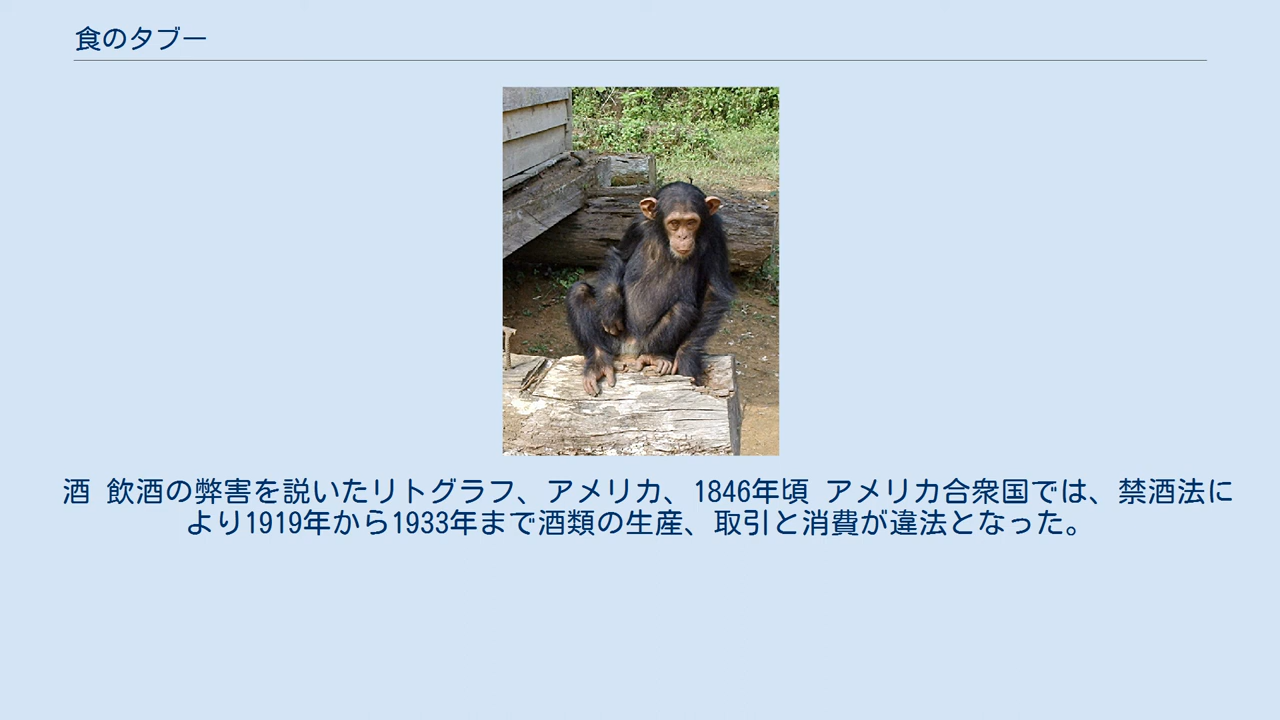 食のタブー
酒 飲酒の弊害を説いたリトグラフ、アメリカ、1846年頃 アメリカ合衆国では、禁酒法に
より1919年から1933年まで酒類の生産、取引と消費が違法となった。